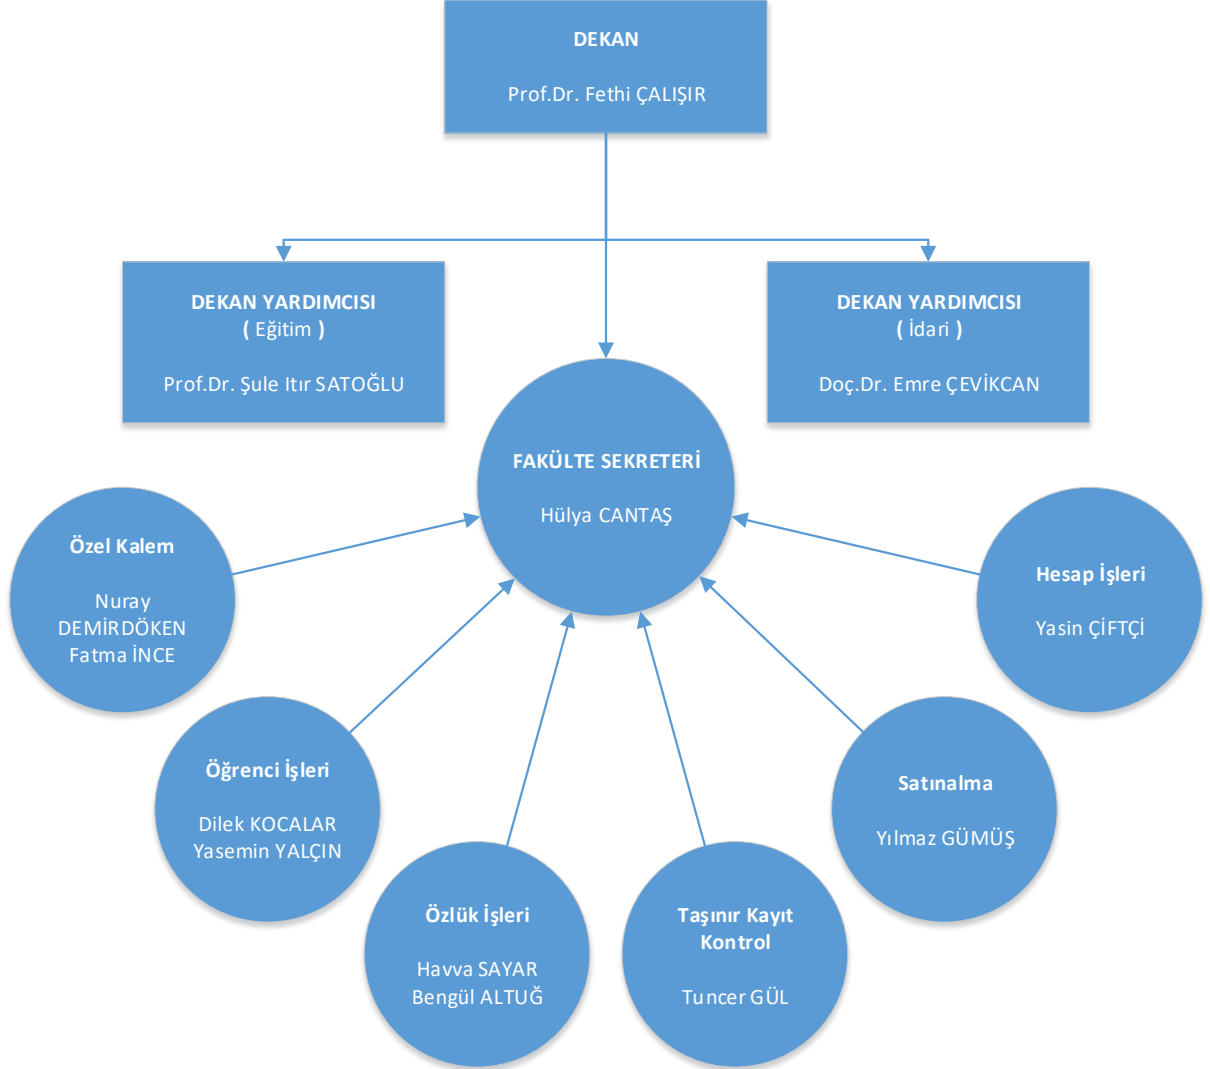 DEKAN
Prof.Dr. Fethi ÇALIŞIR
DEKAN YARDIMCISI
( Eğitim )
Prof.Dr. Şule Itır SATOĞLU
DEKAN YARDIMCISI
( İdari )
Doç.Dr. Emre ÇEVİKCAN
FAKÜLTE SEKRETERİ
Hülya CANTAŞ
Özel Kalem
Nuray
DEMİRDÖKEN
Fatma İNCE
Öğrenci İşleri
Dilek KOCALAR
Yasemin YALÇIN
Özlük İşleri
Havva SAYAR
Bengül ALTUĞ
Taşınır Kayıt
Kontrol
Tuncer GÜL
Satınalma
Yılmaz GÜMÜŞ
Hesap İşleri
Yasin ÇİFTÇİ